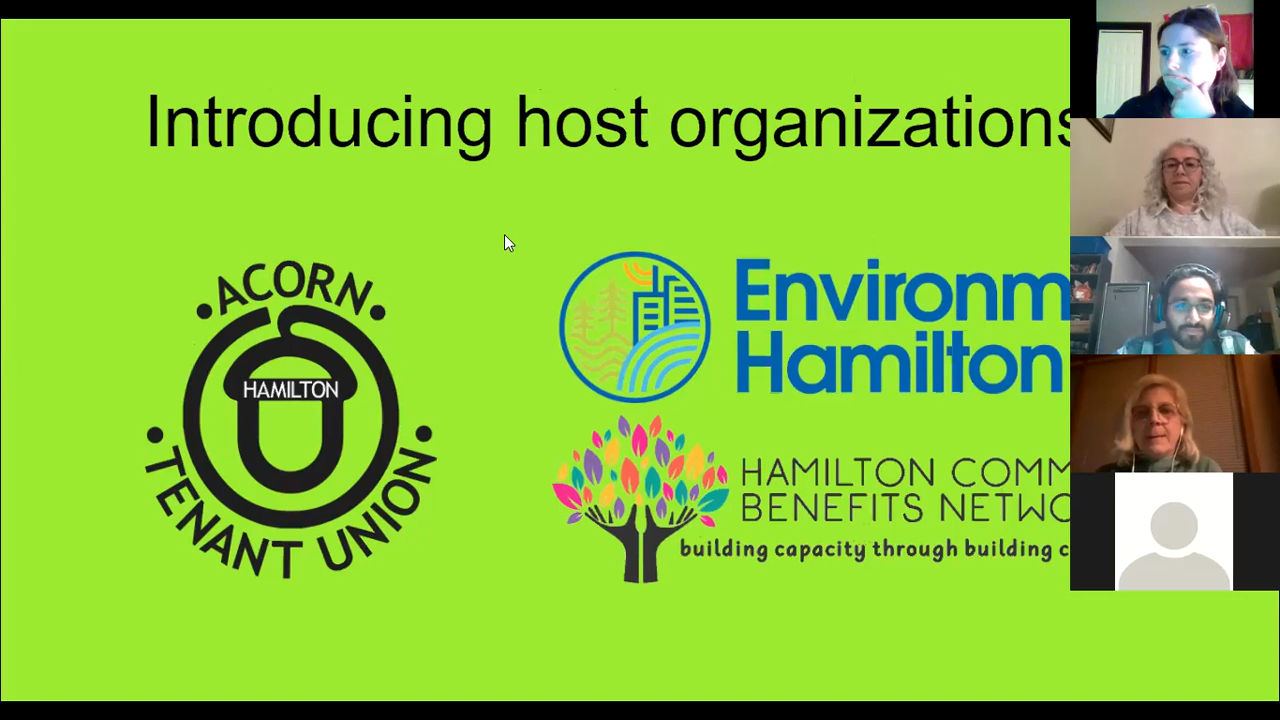 Introducing host organizations
ACORN
HAMILTON
TENANT UNION
Environm
Hamilton
HAMILTON COMM
BENEFITS NETWO
building capacity through building c